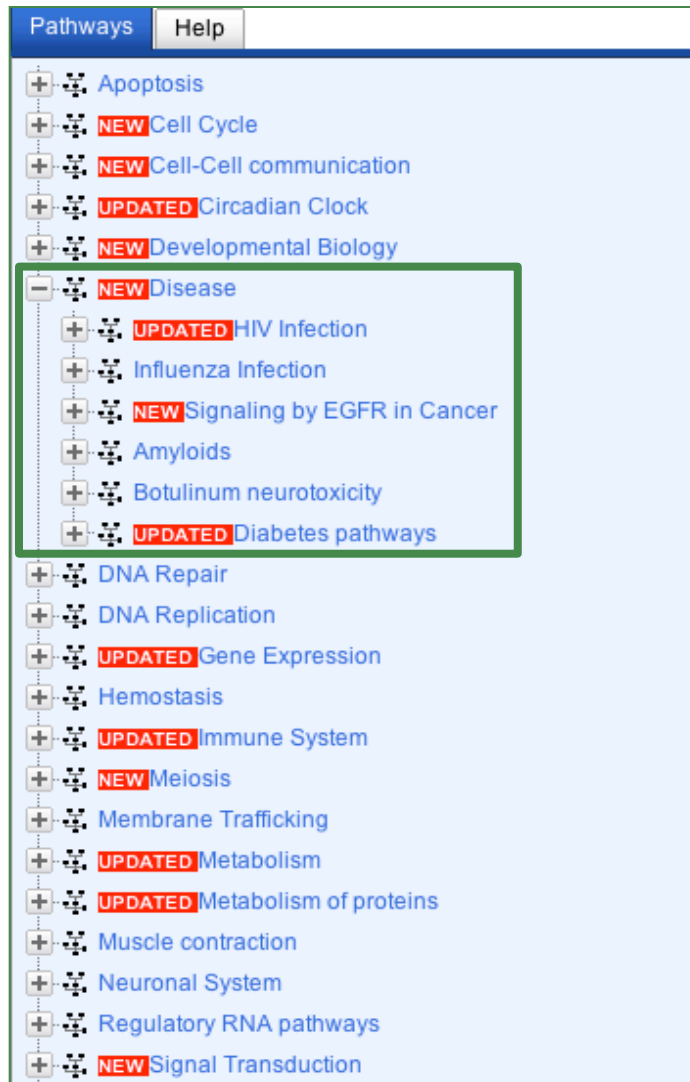 Pathways Help
Apoptosis
NEW Cell Cycle
NEW Cell-Cell communication
UPDATED Circadian Clock
NEW Developmental Biology
NEW Disease
UPDATED HIV Infection
Influenza Infection
NEW Signaling by EGFR in Cancer
Amyloids
Botulinum neurotoxicity
UPDATED Diabetes pathways
DNA Repair
DNA Replication
UPDATED Gene Expression
Hemostasis
UPDATED Immune System
NEW Meiosis
Membrane Trafficking
UPDATED Metabolism
UPDATED Metabolism of proteins
Muscle contraction
Neuronal System
Regulatory RNA pathways
NEW Signal Transduction